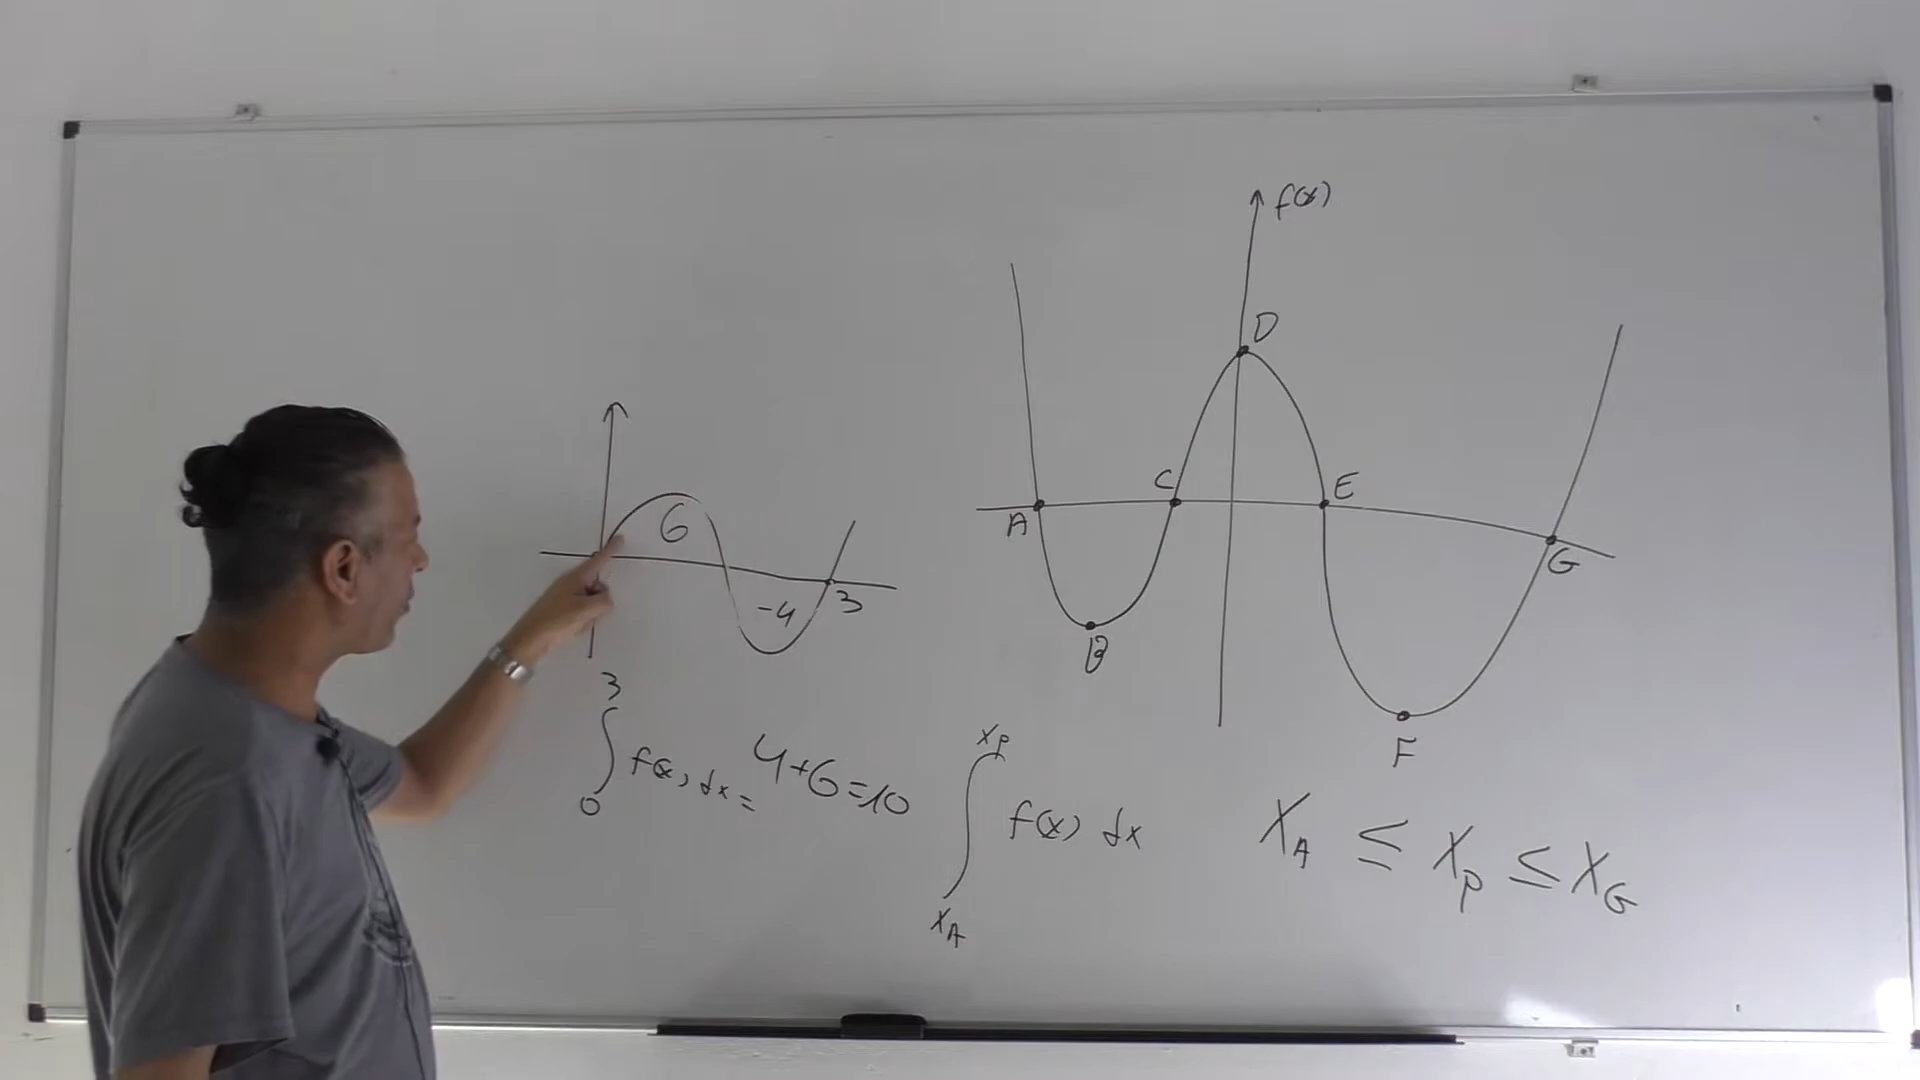 f(x)
D
C
E
A
G
B
F
6
-4
3
3
∫ f(x) dx = 4+6=10
0
xp
∫ f(x) dx
xA
XA ≤ Xp ≤ XG